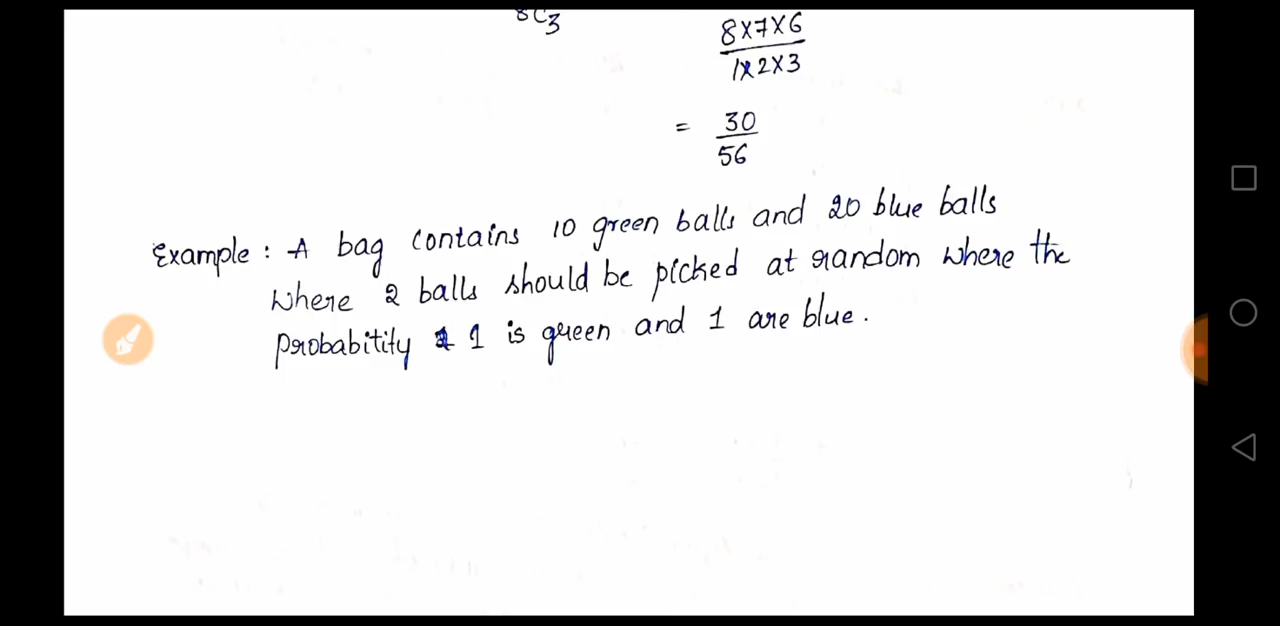 8C3
8×7×6
1×2×3
= 30
56
Example : A bag contains 10 green balls and 20 blue balls
where 2 balls should be picked at random where the
probabitity 1 is green and 1 are blue.